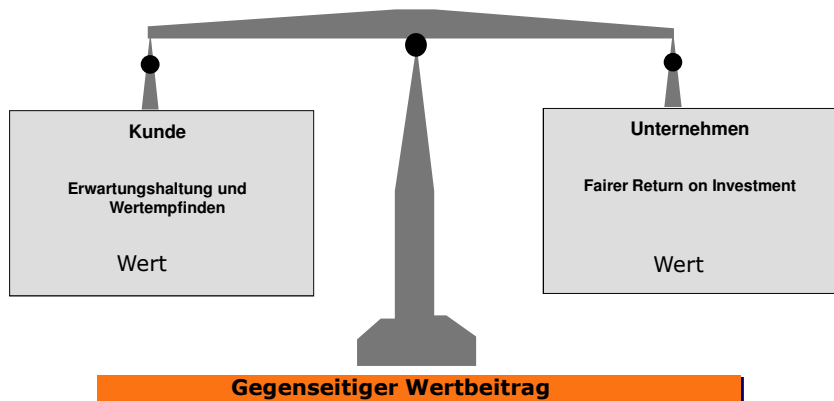 Kunde
Erwartungshaltung und
Wertempfinden
Wert
Unternehmen
Fairer Return on Investment
Wert
Gegenseitiger Wertbeitrag